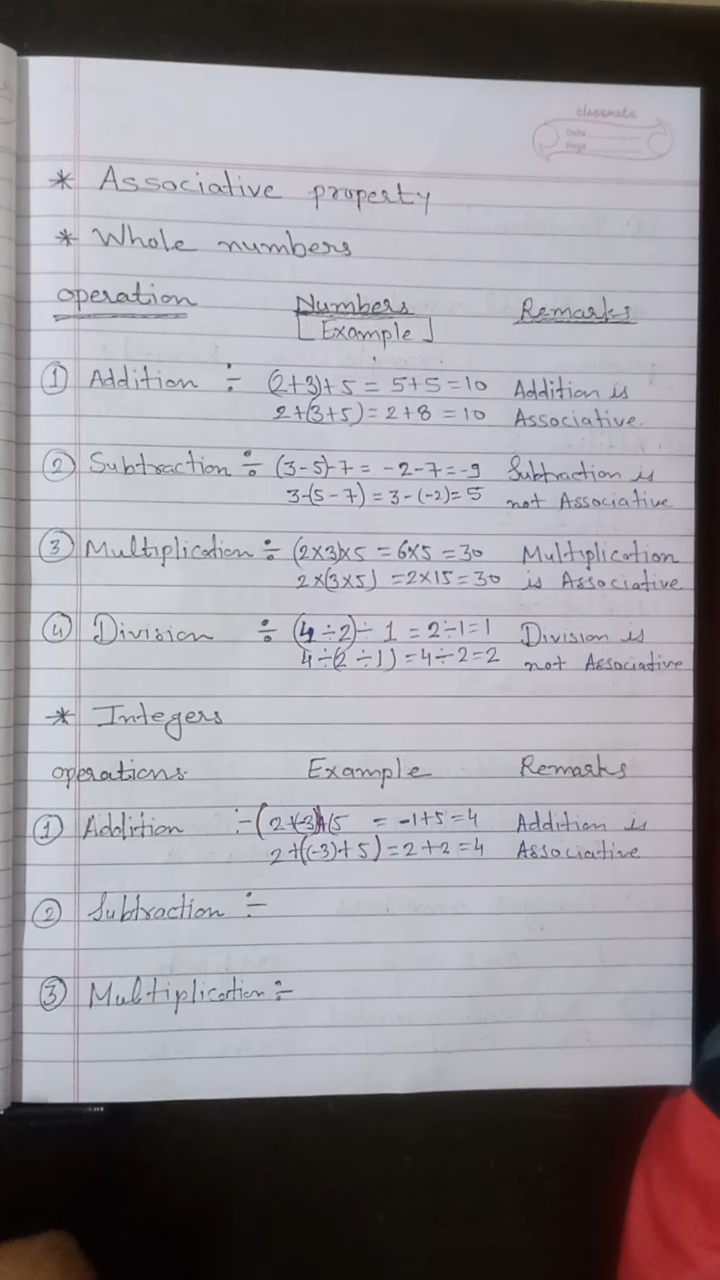 classmate
Date
Page
* Associative property
* Whole numbers
operation Numbers Remarks
[Example]
① Addition ÷ (2+3)+5 = 5+5=10 Addition is
2+(3+5)=2+8=10 Associative.
② Subtraction ÷ (3-5)-7= -2-7=-9 Subtraction is
3-(5-7)=3-(-2)=5 not Associative
③ Multiplication ÷ (2×3)×5 =6×5=30 Multiplication
2×(3×5) =2×15=30 is Associative
④ Division ÷ (4÷2)÷1=2÷1=1 Division is
4÷(2÷1)=4÷2=2 not Associative
* Integers
operations. Example Remarks
① Addition :- (2+(-3)+(5 = -1+5=4 Addition is
2+((-3)+5)=2+2=4 Associative
② Subtraction ÷
③ Multiplication ÷